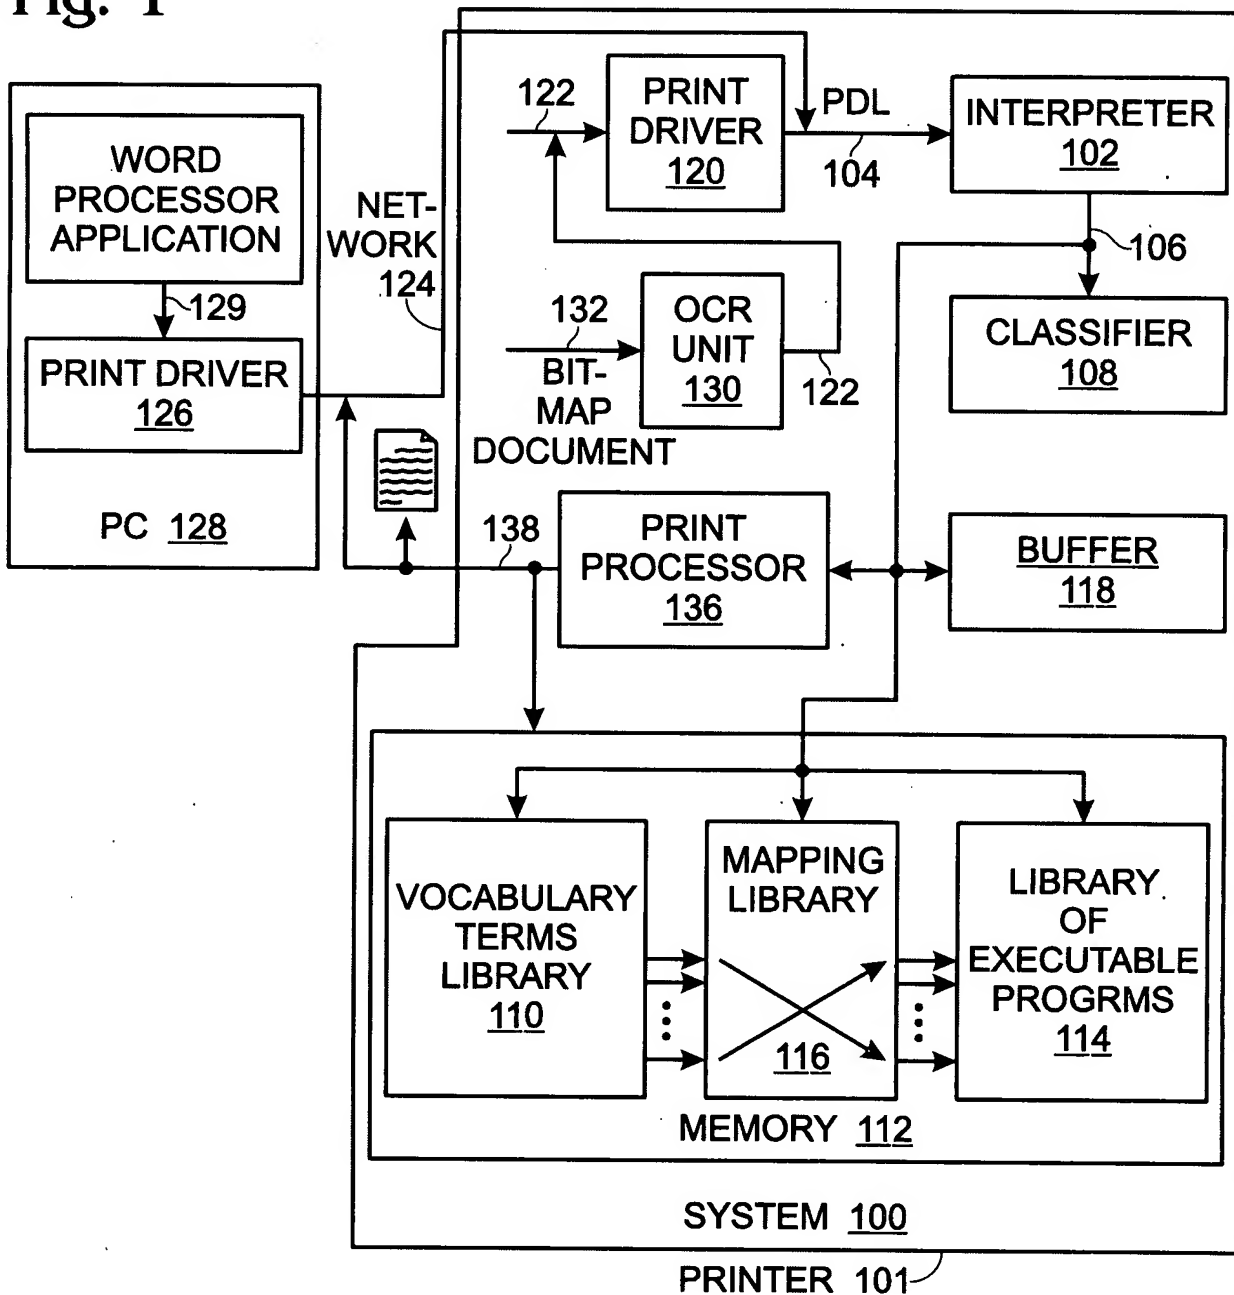 Fig. 1
WORD
PROCESSOR
APPLICATION
129
PRINT DRIVER
126
PC 128
NET-
WORK
124
122
PRINT
DRIVER
120
PDL
104
INTERPRETER
102
106
132
BIT-
MAP
DOCUMENT
OCR
UNIT
130
122
CLASSIFIER
108
138
PRINT
PROCESSOR
136
BUFFER
118
VOCABULARY
TERMS
LIBRARY
110
MAPPING
LIBRARY
116
LIBRARY
OF
EXECUTABLE
PROGRMS
114
MEMORY 112
SYSTEM 100
PRINTER 101